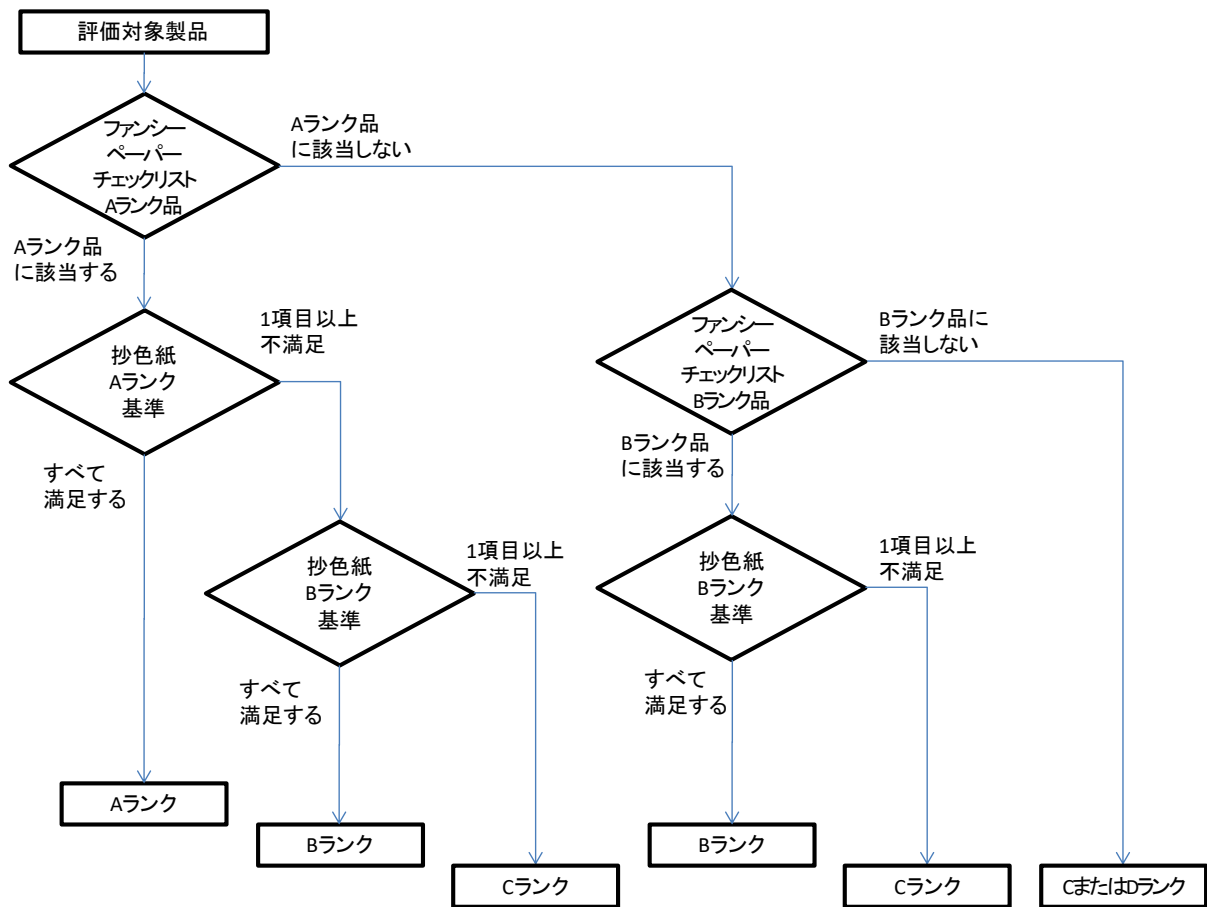 評価対象製品
ファンシー
ペーパー
チェックリスト
Aランク品
Aランク品
に該当しない
Aランク品
に該当する
抄色紙
Aランク
基準
1項目以上
不満足
すべて
満足する
抄色紙
Bランク
基準
1項目以上
不満足
すべて
満足する
ファンシー
ペーパー
チェックリスト
Bランク品
Bランク品に
該当しない
Bランク品
に該当する
抄色紙
Bランク
基準
1項目以上
不満足
すべて
満足する
Aランク
Bランク
Cランク
Bランク
Cランク
CまたはDランク